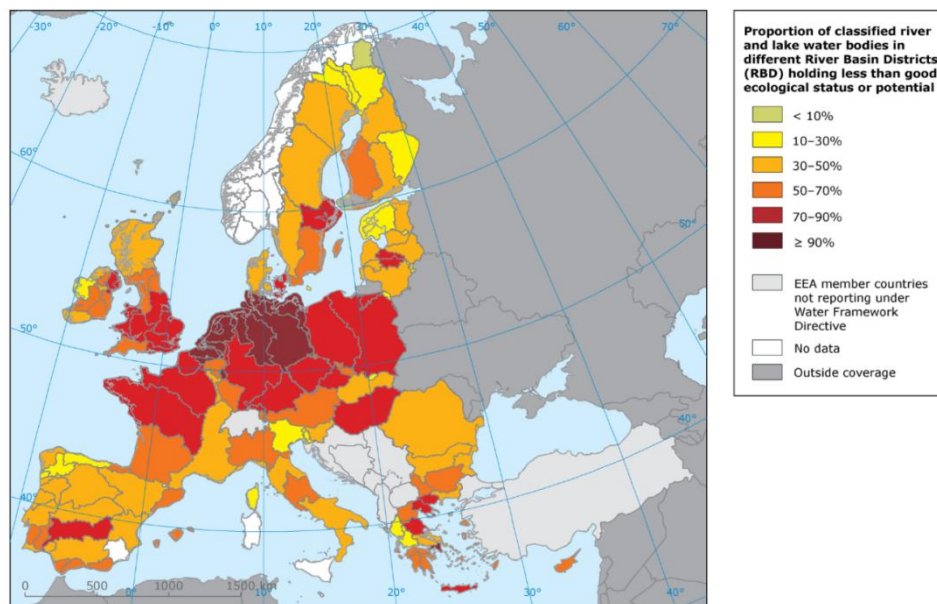 -30° -20° -10° 0° 10° 20° 30° 40° 50° 60° 70°
Proportion of classified river
and lake water bodies in
different River Basin Districts
(RBD) holding less than good
ecological status or potential
< 10%
10–30%
30–50%
50–70%
70–90%
≥ 90%
EEA member countries
not reporting under
Water Framework
Directive
No data
Outside coverage
60°
50°
50°
40°
40°
0 500 1000 1500 km
0° 10° 20° 30° 40°